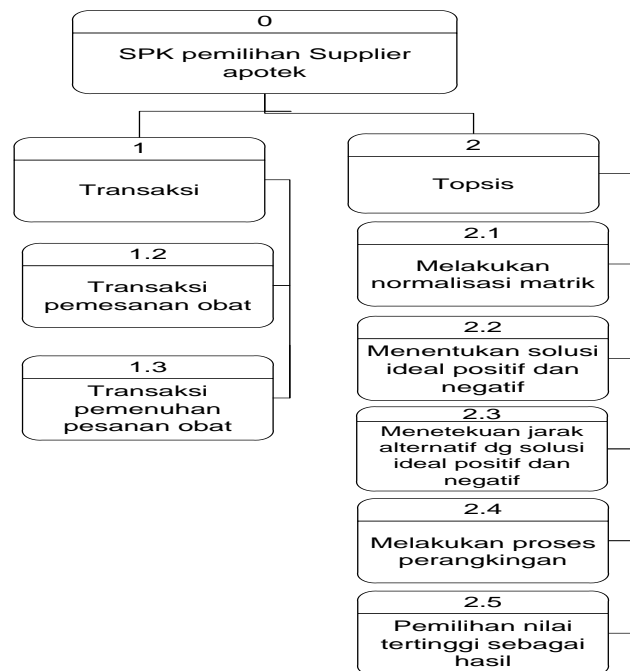 0
SPK pemilihan Supplier
apotek
1
Transaksi
1.2
Transaksi
pemesanan obat
1.3
Transaksi
pemenuhan
pesanan obat
2
Topsis
2.1
Melakukan
normalisasi matrik
2.2
Menentukan solusi
ideal positif dan
negatif
2.3
Menetekuan jarak
alternatif dg solusi
ideal positif dan
negatif
2.4
Melakukan proses
perangkingan
2.5
Pemilihan nilai
tertinggi sebagai
hasil